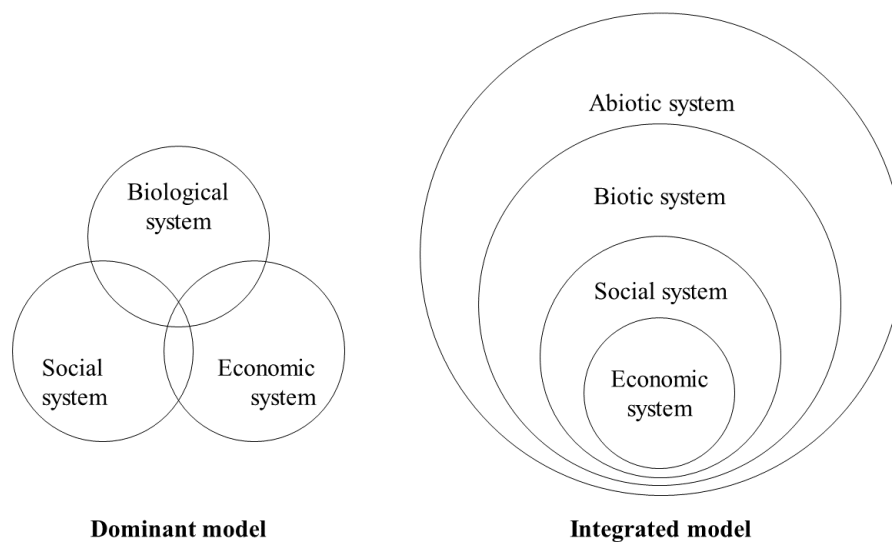 Biological
system
Social
system
Economic
system
Dominant model
Abiotic system
Biotic system
Social system
Economic
system
Integrated model